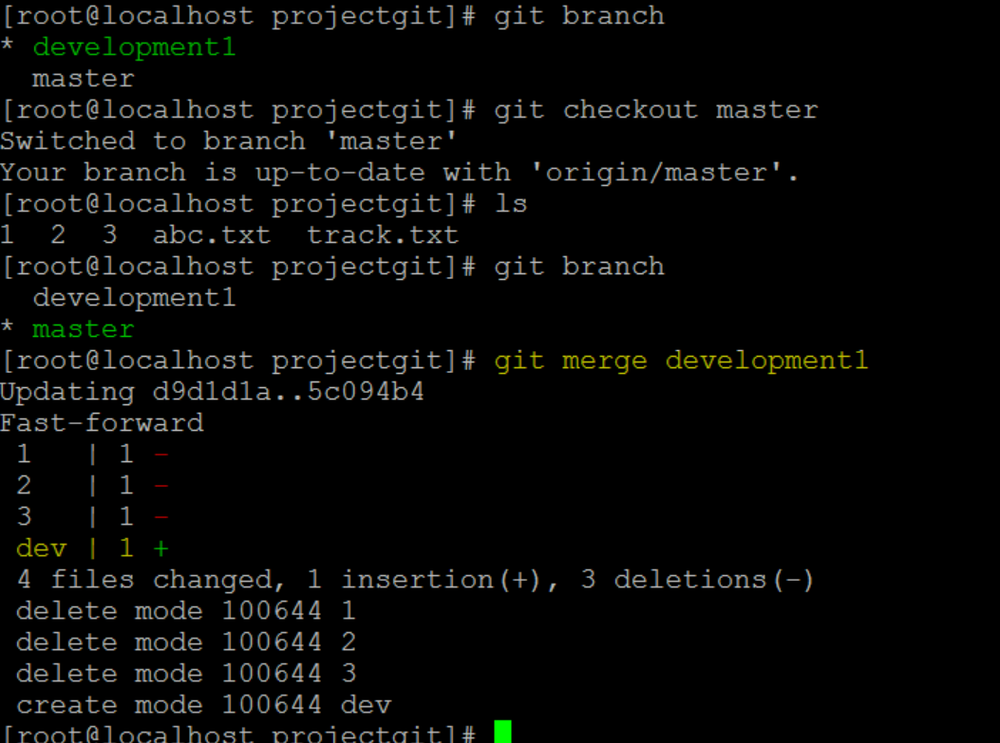 [root@localhost projectgit]# git branch
* development1
  master
[root@localhost projectgit]# git checkout master
Switched to branch 'master'
Your branch is up-to-date with 'origin/master'.
[root@localhost projectgit]# ls
1  2  3  abc.txt  track.txt
[root@localhost projectgit]# git branch
  development1
* master
[root@localhost projectgit]# git merge development1
Updating d9d1d1a..5c094b4
Fast-forward
 1   | 1 -
 2   | 1 -
 3   | 1 -
 dev | 1 +
 4 files changed, 1 insertion(+), 3 deletions(-)
 delete mode 100644 1
 delete mode 100644 2
 delete mode 100644 3
 create mode 100644 dev
[root@localhost projectgit]#